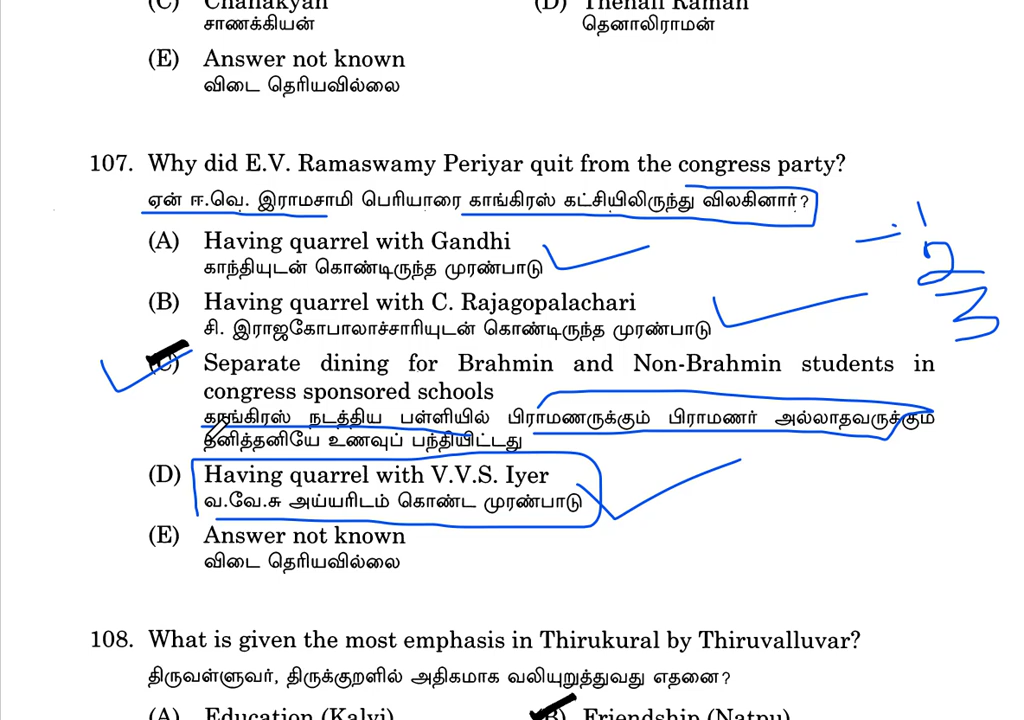 (C) Chanakyan (D) Thenali Raman
சாணக்கியன் தெனாலிராமன்
(E) Answer not known
விடை தெரியவில்லை
107. Why did E.V. Ramaswamy Periyar quit from the congress party?
ஏன் ஈ.வெ. இராமசாமி பெரியாரை காங்கிரஸ் கட்சியிலிருந்து விலகினார்?
(A) Having quarrel with Gandhi
காந்தியுடன் கொண்டிருந்த முரண்பாடு
(B) Having quarrel with C. Rajagopalachari
சி. இராஜகோபாலாச்சாரியுடன் கொண்டிருந்த முரண்பாடு
(C) Separate dining for Brahmin and Non-Brahmin students in
congress sponsored schools
காங்கிரஸ் நடத்திய பள்ளியில் பிராமணருக்கும் பிராமணர் அல்லாதவருக்கும்
தனித்தனியே உணவுப் பந்தியிட்டது
(D) Having quarrel with V.V.S. Iyer
வ.வே.சு அய்யரிடம் கொண்ட முரண்பாடு
(E) Answer not known
விடை தெரியவில்லை
108. What is given the most emphasis in Thirukural by Thiruvalluvar?
திருவள்ளுவர், திருக்குறளில் அதிகமாக வலியுறுத்துவது எதனை?
(A) Education (Kalvi) (B) Friendship (Natpu)